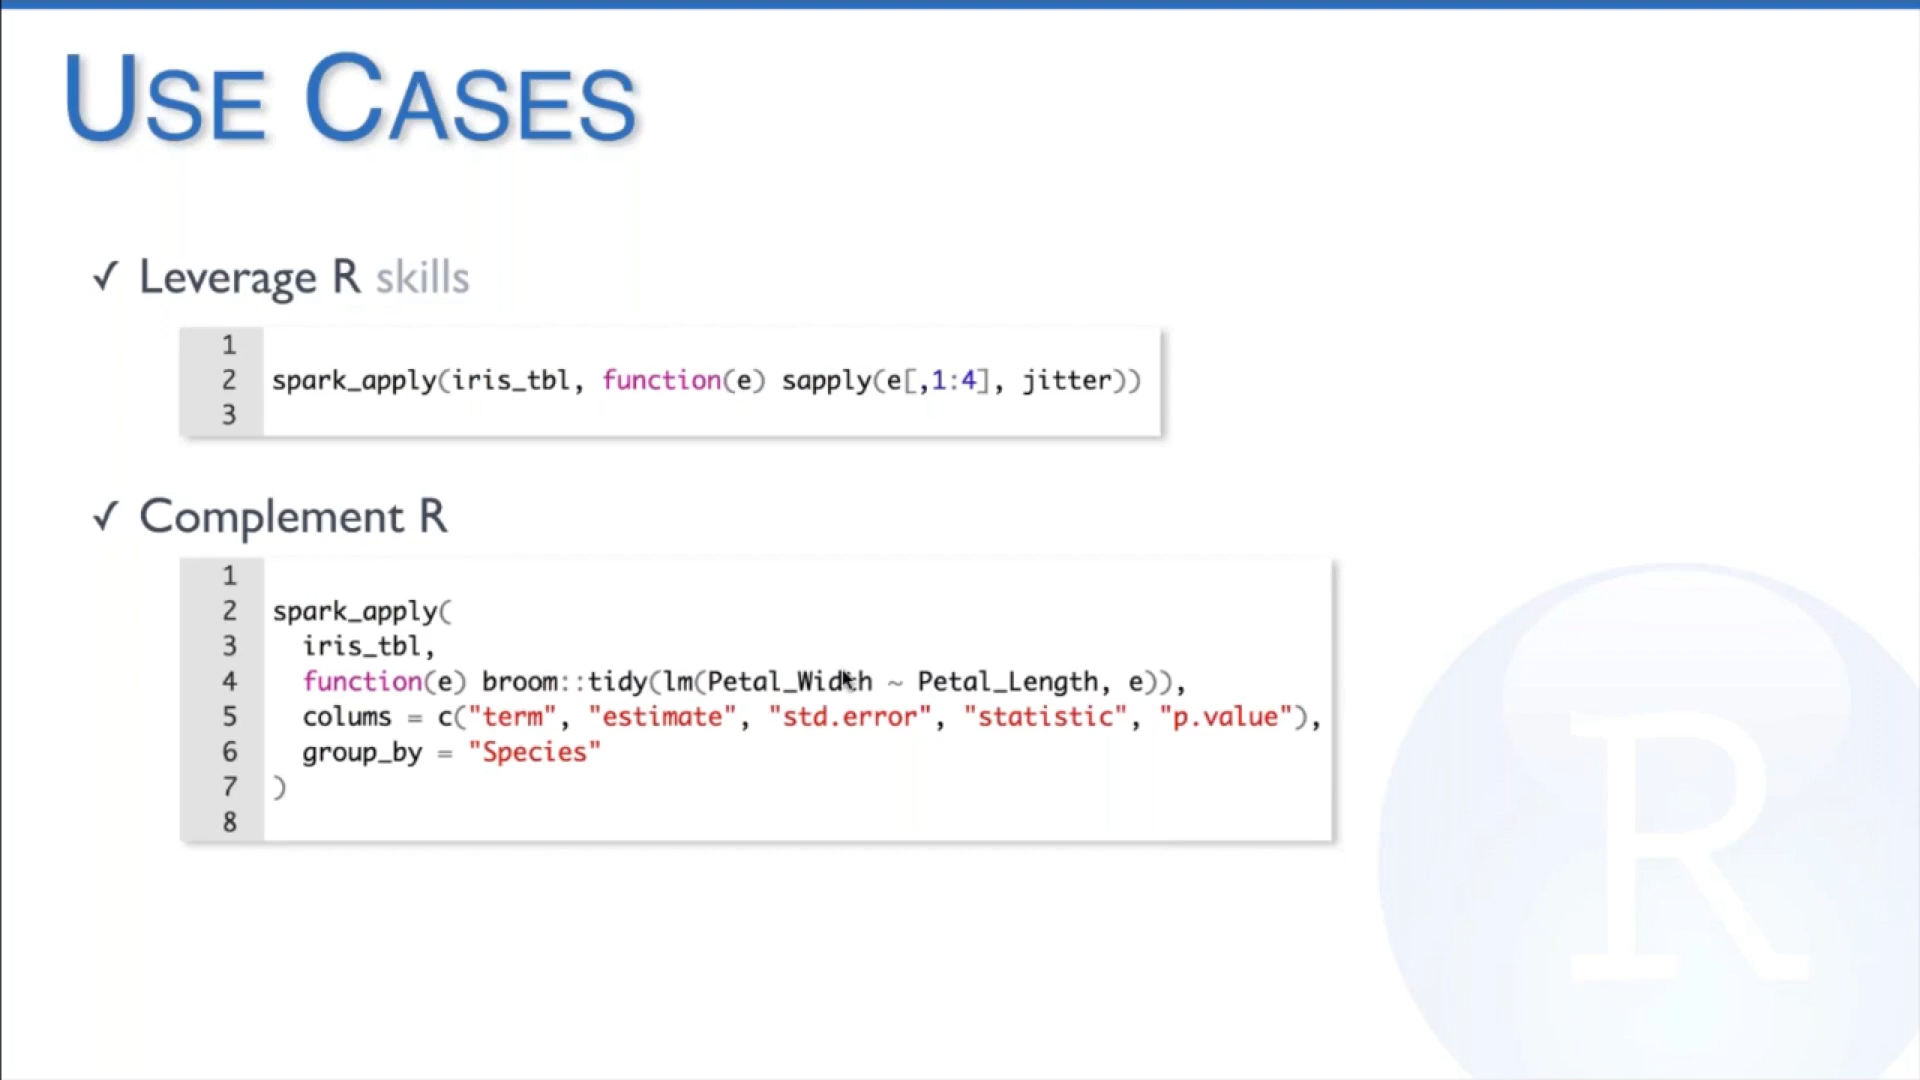 USE CASES
✓ Leverage R skills
1
2 spark_apply(iris_tbl, function(e) sapply(e[,1:4], jitter))
3
✓ Complement R
1
2 spark_apply(
3 iris_tbl,
4 function(e) broom::tidy(lm(Petal_Width ~ Petal_Length, e)),
5 colums = c("term", "estimate", "std.error", "statistic", "p.value"),
6 group_by = "Species"
7 )
8
R